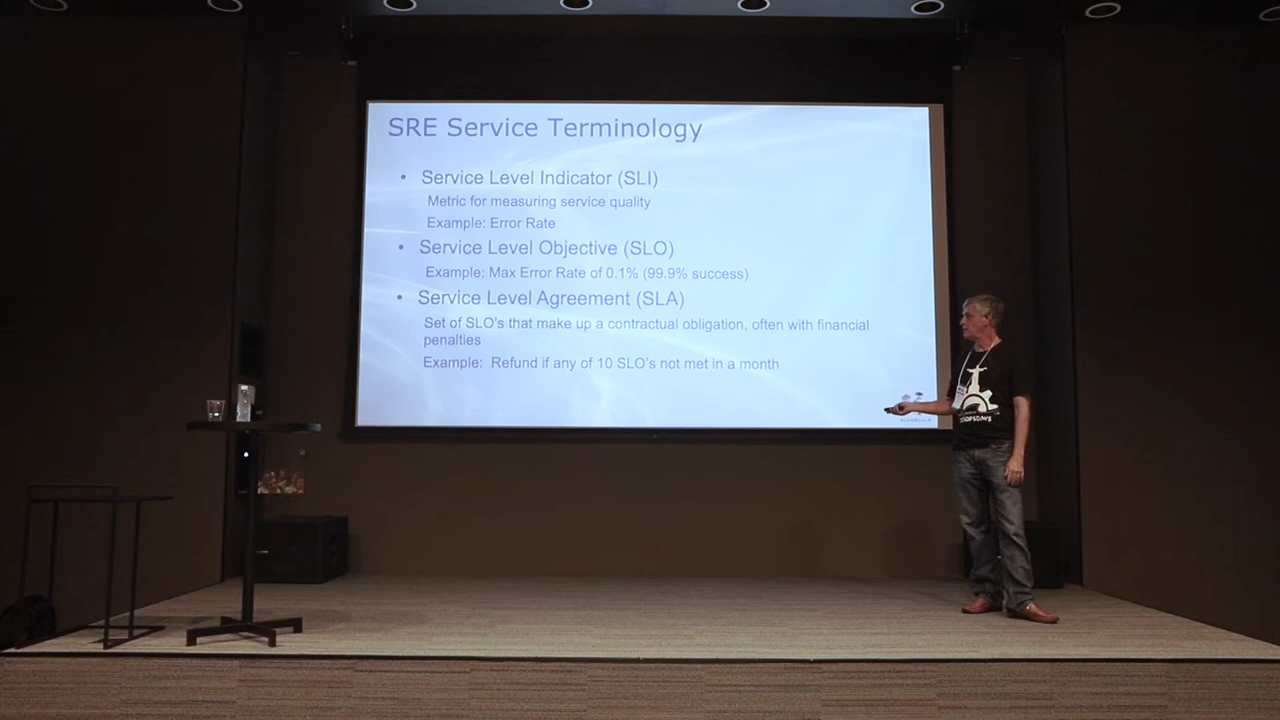 SRE Service Terminology
• Service Level Indicator (SLI)
Metric for measuring service quality
Example: Error Rate
• Service Level Objective (SLO)
Example: Max Error Rate of 0.1% (99.9% success)
• Service Level Agreement (SLA)
Set of SLO's that make up a contractual obligation, often with financial
penalties
Example: Refund if any of 10 SLO's not met in a month